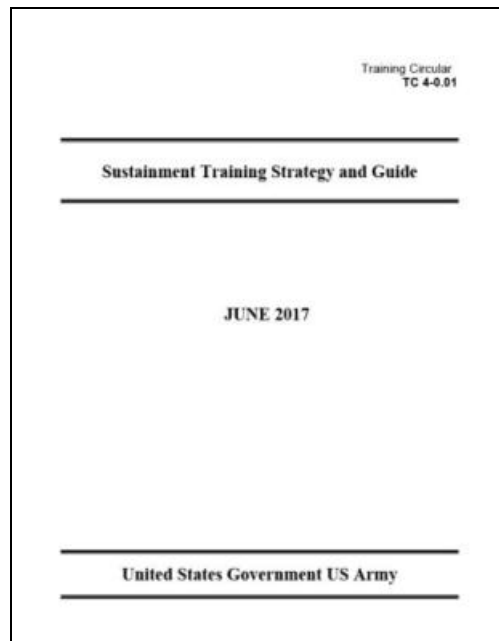 Training Circular
TC 4-0.01
Sustainment Training Strategy and Guide
JUNE 2017
United States Government US Army